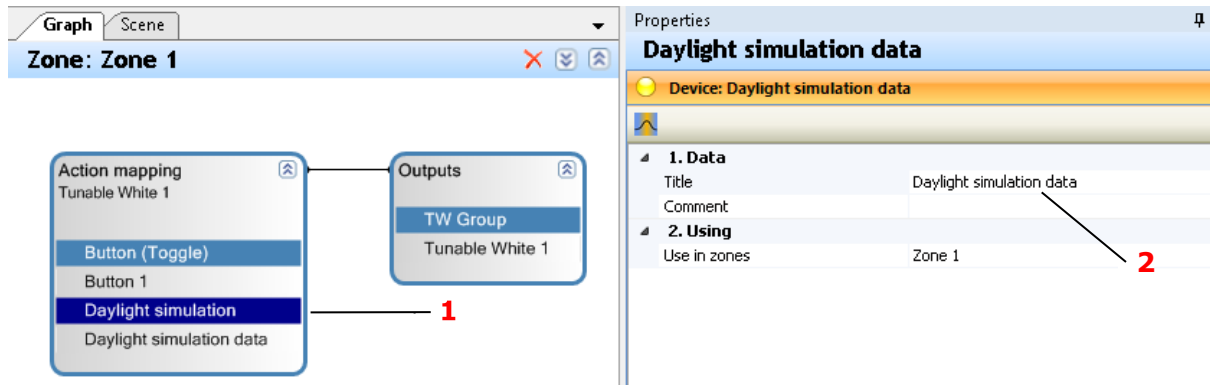 Graph Scene
Zone: Zone 1
Action mapping
Tunable White 1
Button (Toggle)
Button 1
Daylight simulation
Daylight simulation data
Outputs
TW Group
Tunable White 1
1
Properties
Daylight simulation data
Device: Daylight simulation data
1. Data
Title Daylight simulation data
Comment
2. Using
Use in zones Zone 1
2